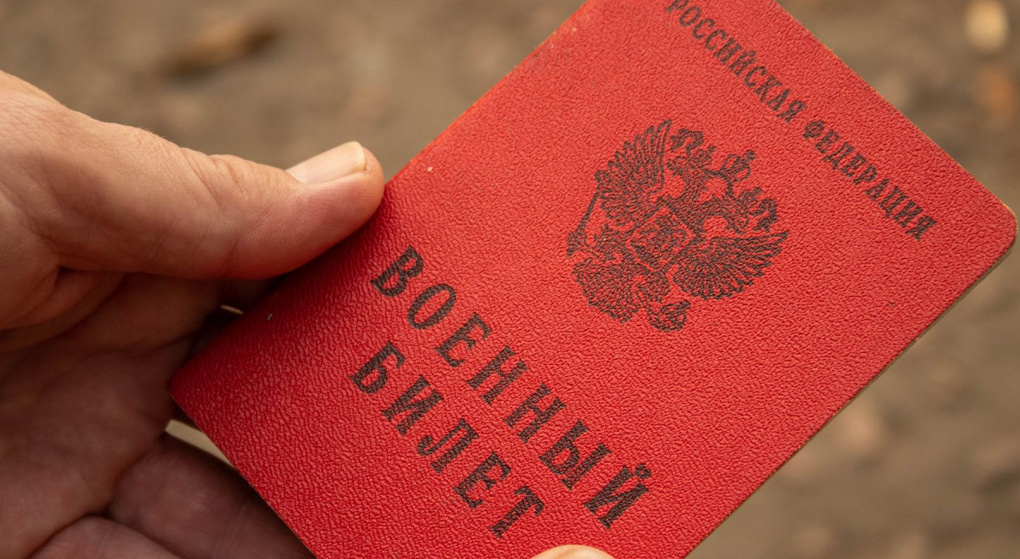 РОССИЙСКАЯ ФЕДЕРАЦИЯ
ВОЕННЫЙ
БИЛЕТ